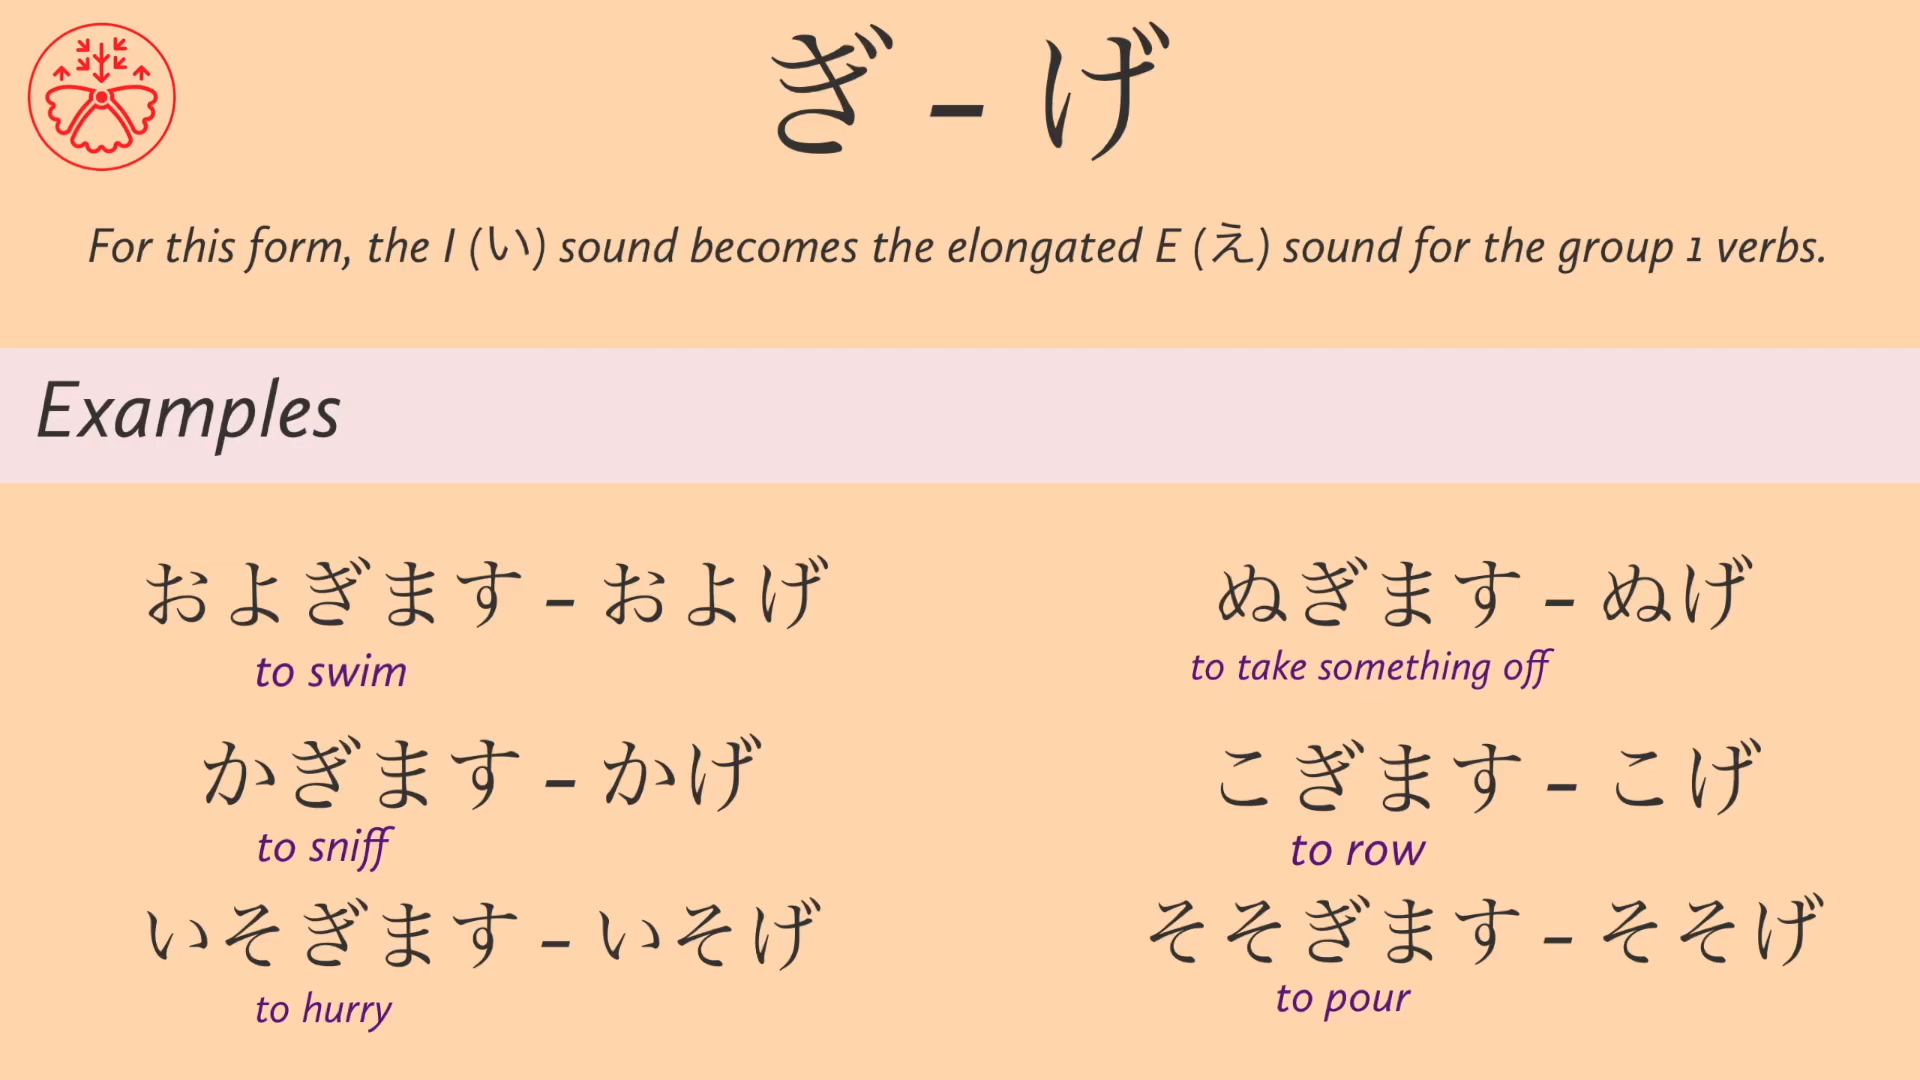 ぎ – げ
For this form, the I (い) sound becomes the elongated E (え) sound for the group 1 verbs.
Examples
およぎます – およげ
to swim
かぎます – かげ
to sniff
いそぎます – いそげ
to hurry
ぬぎます – ぬげ
to take something off
こぎます – こげ
to row
そそぎます – そそげ
to pour